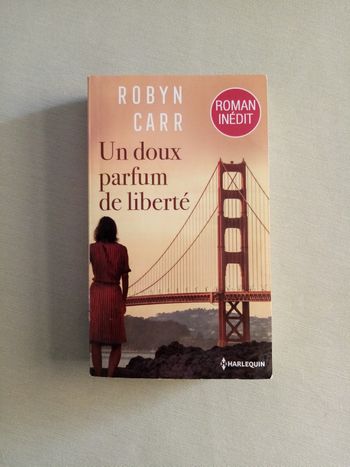 ROBYN
CARR
ROMAN
INÉDIT
Un doux
parfum
de liberté
HARLEQUIN